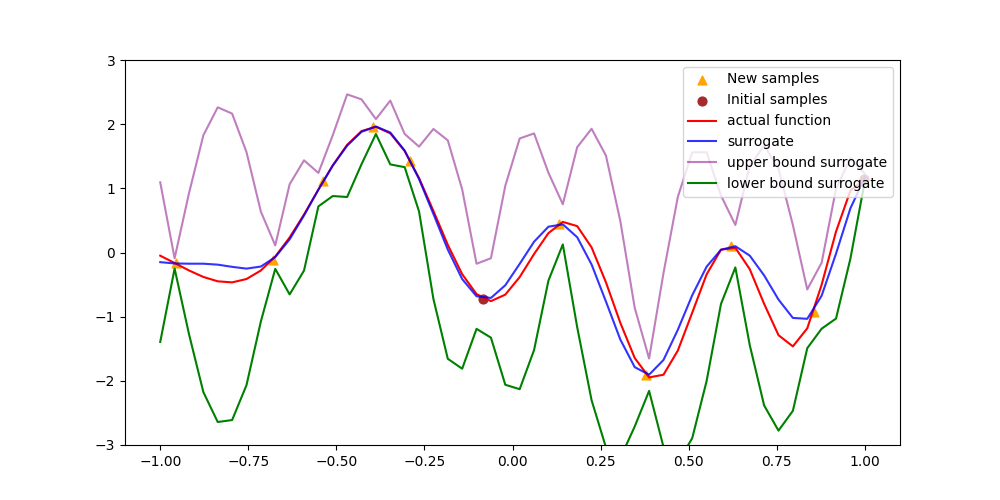 3
2
1
0
−1
−2
−3
New samples
Initial samples
actual function
surrogate
upper bound surrogate
lower bound surrogate
−1.00 −0.75 −0.50 −0.25 0.00 0.25 0.50 0.75 1.00